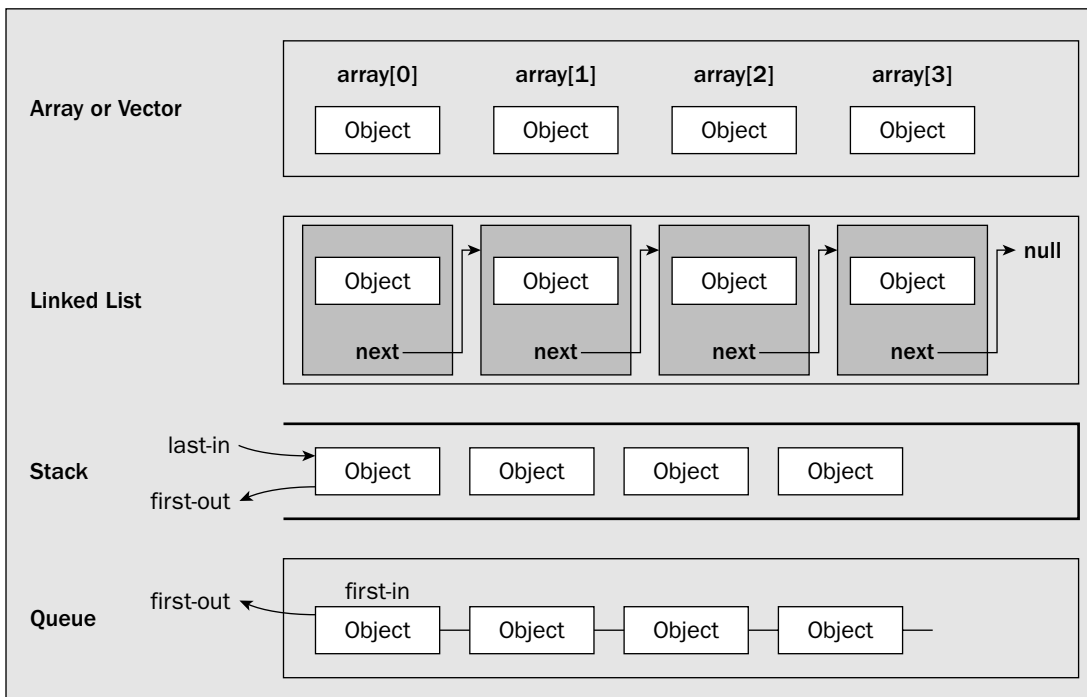 array[0] array[1] array[2] array[3]
Array or Vector
Object Object Object Object
Linked List
Object Object Object Object
null
next next next next
Stack
last-in
Object Object Object Object
first-out
Queue
first-out
first-in
Object Object Object Object